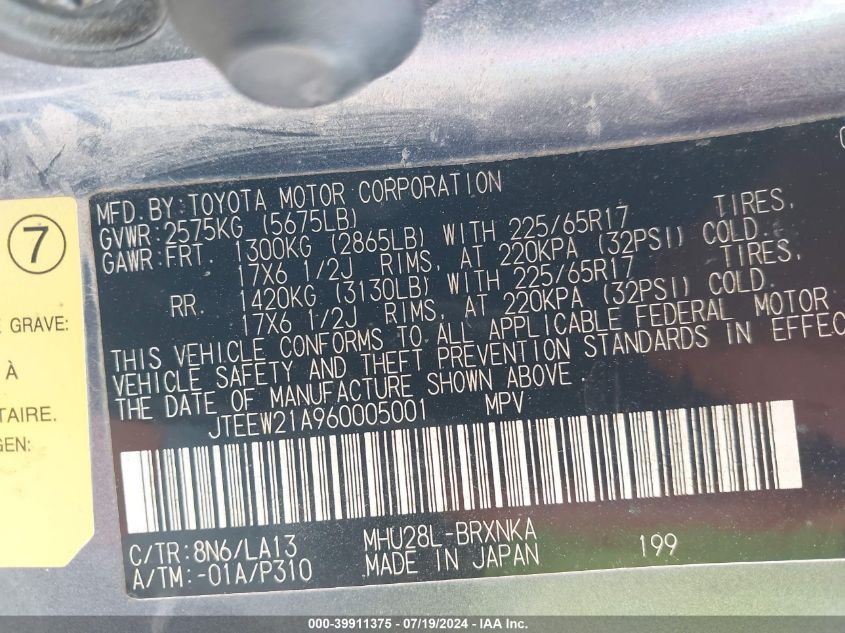 MFD.BY:TOYOTA MOTOR CORPORATION
GVWR:2575KG (5675LB)
GAWR:FRT. 1300KG (2865LB) WITH 225/65R17 TIRES,
17X6 1/2J RIMS, AT 220KPA (32PSI) COLD.
RR. 1420KG (3130LB) WITH 225/65R17 TIRES,
17X6 1/2J RIMS, AT 220KPA (32PSI) COLD.
THIS VEHICLE CONFORMS TO ALL APPLICABLE FEDERAL MOTOR
VEHICLE SAFETY AND THEFT PREVENTION STANDARDS IN EFFEC
THE DATE OF MANUFACTURE SHOWN ABOVE.
JTEEW21A960005001 MPV
C/TR:8N6/LA13 MHU28L-BRXNKA
A/TM:-01A/P310 MADE IN JAPAN 199
7
E GRAVE:
À
TAIRE.
GEN:
000-39911375 - 07/19/2024 - IAA Inc.